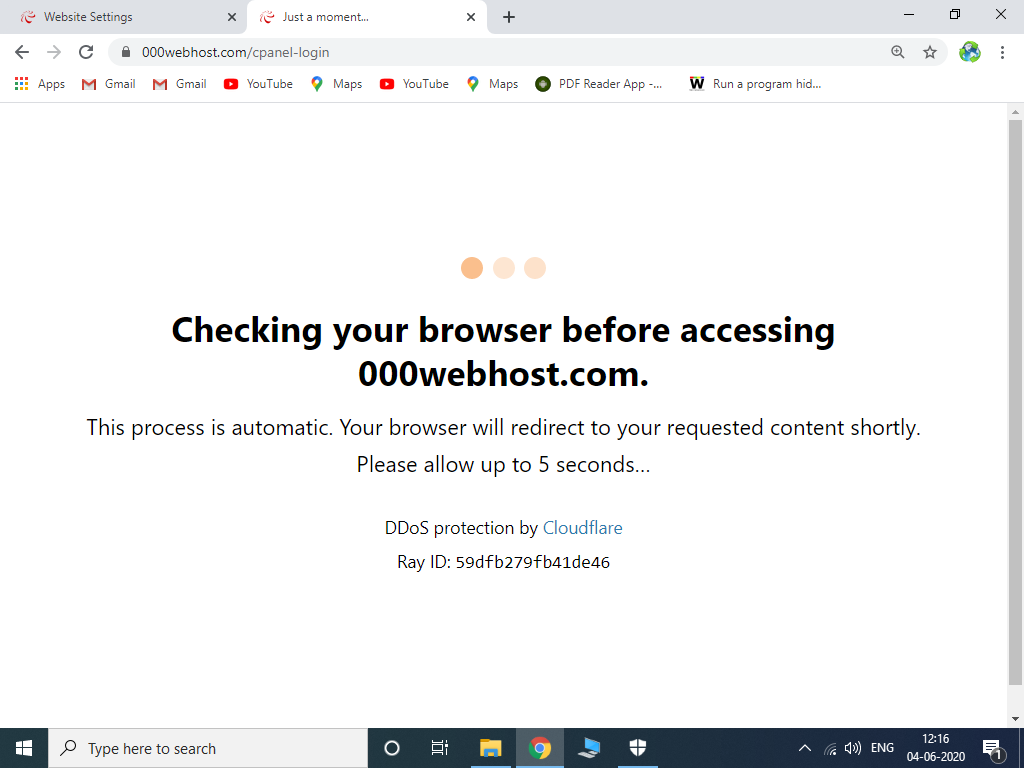 Website Settings
Just a moment...
000webhost.com/cpanel-login
Apps
Gmail
Gmail
YouTube
Maps
YouTube
Maps
PDF Reader App -...
W
Run a program hid...
Checking your browser before accessing
000webhost.com.
This process is automatic. Your browser will redirect to your requested content shortly.
Please allow up to 5 seconds...
DDoS protection by Cloudflare
Ray ID: 59dfb279fb41de46
Type here to search
ENG
12:16
04-06-2020
1